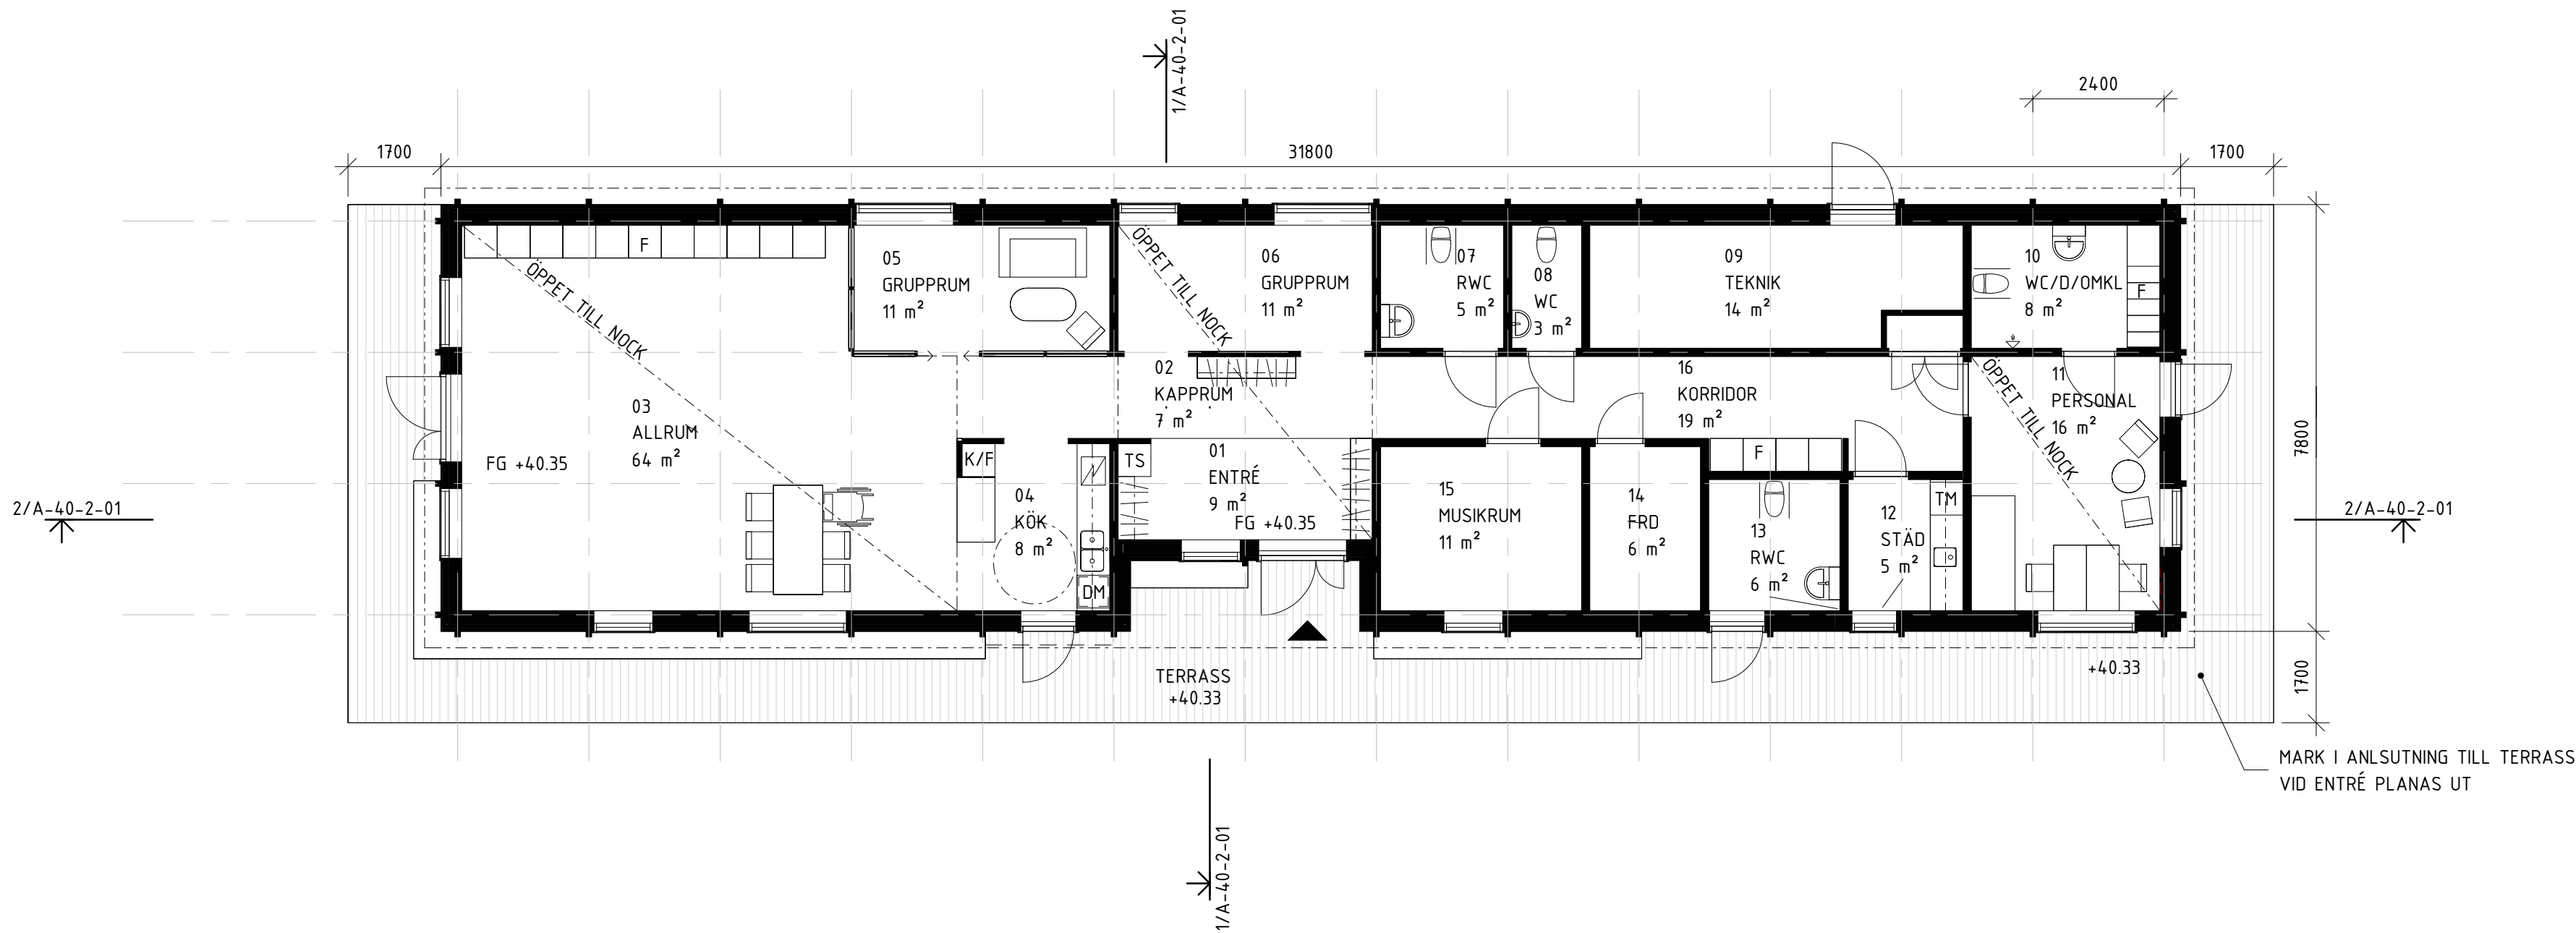 1/A-40-2-01
2400
1700
31800
1700
F
ÖPPET TILL NOCK
05
GRUPPRUM
11 m²
ÖPPET TILL NOCK
06
GRUPPRUM
11 m²
07
RWC
5 m²
08
WC
3 m²
09
TEKNIK
14 m²
10
WC/D/OMKL
8 m²
F
03
ALLRUM
64 m²
FG +40.35
02
KAPPRUM
7 m²
16
KORRIDOR
19 m²
ÖPPET TILL NOCK
11
PERSONAL
16 m²
7800
K/F
04
KÖK
8 m²
DM
TS
01
ENTRÉ
9 m²
FG +40.35
15
MUSIKRUM
11 m²
14
FRD
6 m²
F
13
RWC
6 m²
12
STÄD
5 m²
TM
2/A-40-2-01
2/A-40-2-01
TERRASS
+40.33
+40.33
1700
MARK I ANLSUTNING TILL TERRASS
VID ENTRÉ PLANAS UT
1/A-40-2-01